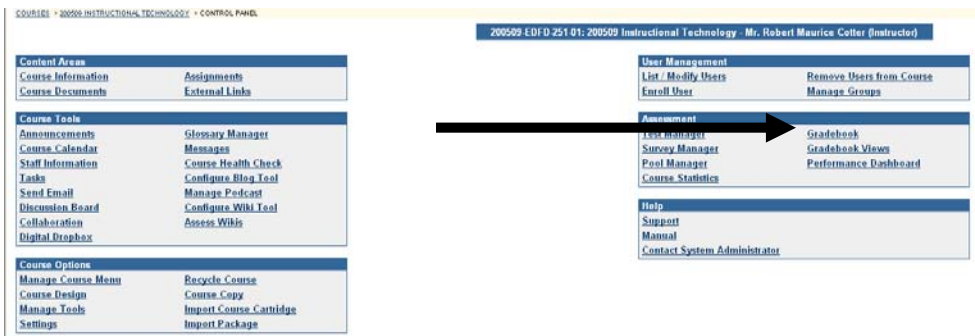 COURSES > 200509 INSTRUCTIONAL TECHNOLOGY > CONTROL PANEL
200509-EDFD-251-01: 200509 Instructional Technology - Mr. Robert Maurice Cotter (Instructor)
Content Areas
Course Information Assignments
Course Documents External Links
Course Tools
Announcements Glossary Manager
Course Calendar Messages
Staff Information Course Health Check
Tasks Configure Blog Tool
Send Email Manage Podcast
Discussion Board Configure Wiki Tool
Collaboration Assess Wikis
Digital Dropbox
Course Options
Manage Course Menu Recycle Course
Course Design Course Copy
Manage Tools Import Course Cartridge
Settings Import Package
User Management
List / Modify Users Remove Users from Course
Enroll User Manage Groups
Assessment
Test Manager Gradebook
Survey Manager Gradebook Views
Pool Manager Performance Dashboard
Course Statistics
Help
Support
Manual
Contact System Administrator